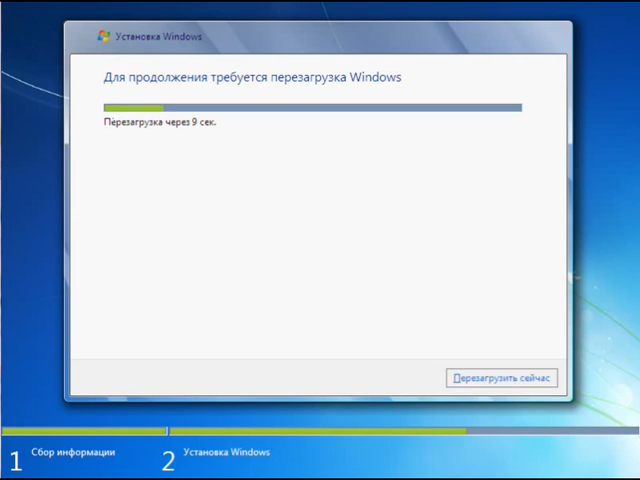 Установка Windows
Для продолжения требуется перезагрузка Windows
Перезагрузка через 9 сек.
Перезагрузить сейчас
1 Сбор информации
2 Установка Windows